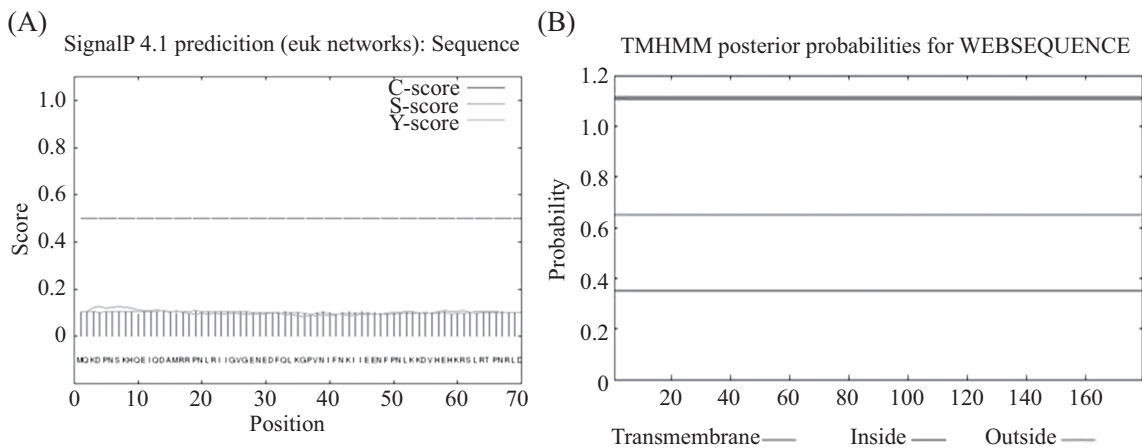 (A)
SignalP 4.1 predicition (euk networks): Sequence
C-score
S-score
Y-score
1.0
0.8
0.6
0.4
0.2
0
Score
MQKDPNSKHQEIQDAMRRPNLRIIGVGENEDFQLKGPVNIFNKIIEENFPNLKKDVHEHKRSLRTPNRLD
0 10 20 30 40 50 60 70
Position
(B)
TMHMM posterior probabilities for WEBSEQUENCE
1.2
1.0
0.8
0.6
0.4
0.2
0
Probability
20 40 60 80 100 120 140 160
Transmembrane Inside Outside